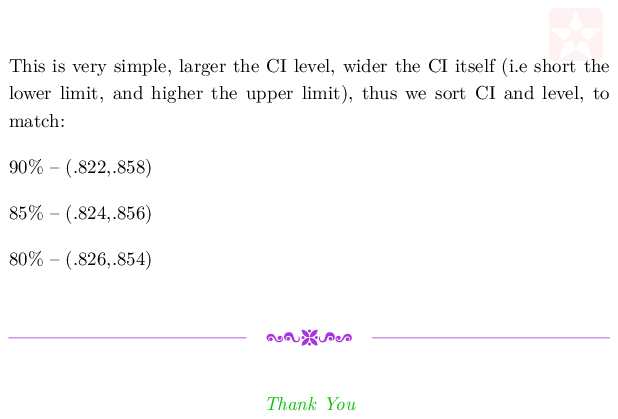 This is very simple, larger the CI level, wider the CI itself (i.e short the
lower limit, and higher the upper limit), thus we sort CI and level, to
match:
90% – (.822,.858)
85% – (.824,.856)
80% – (.826,.854)
Thank You